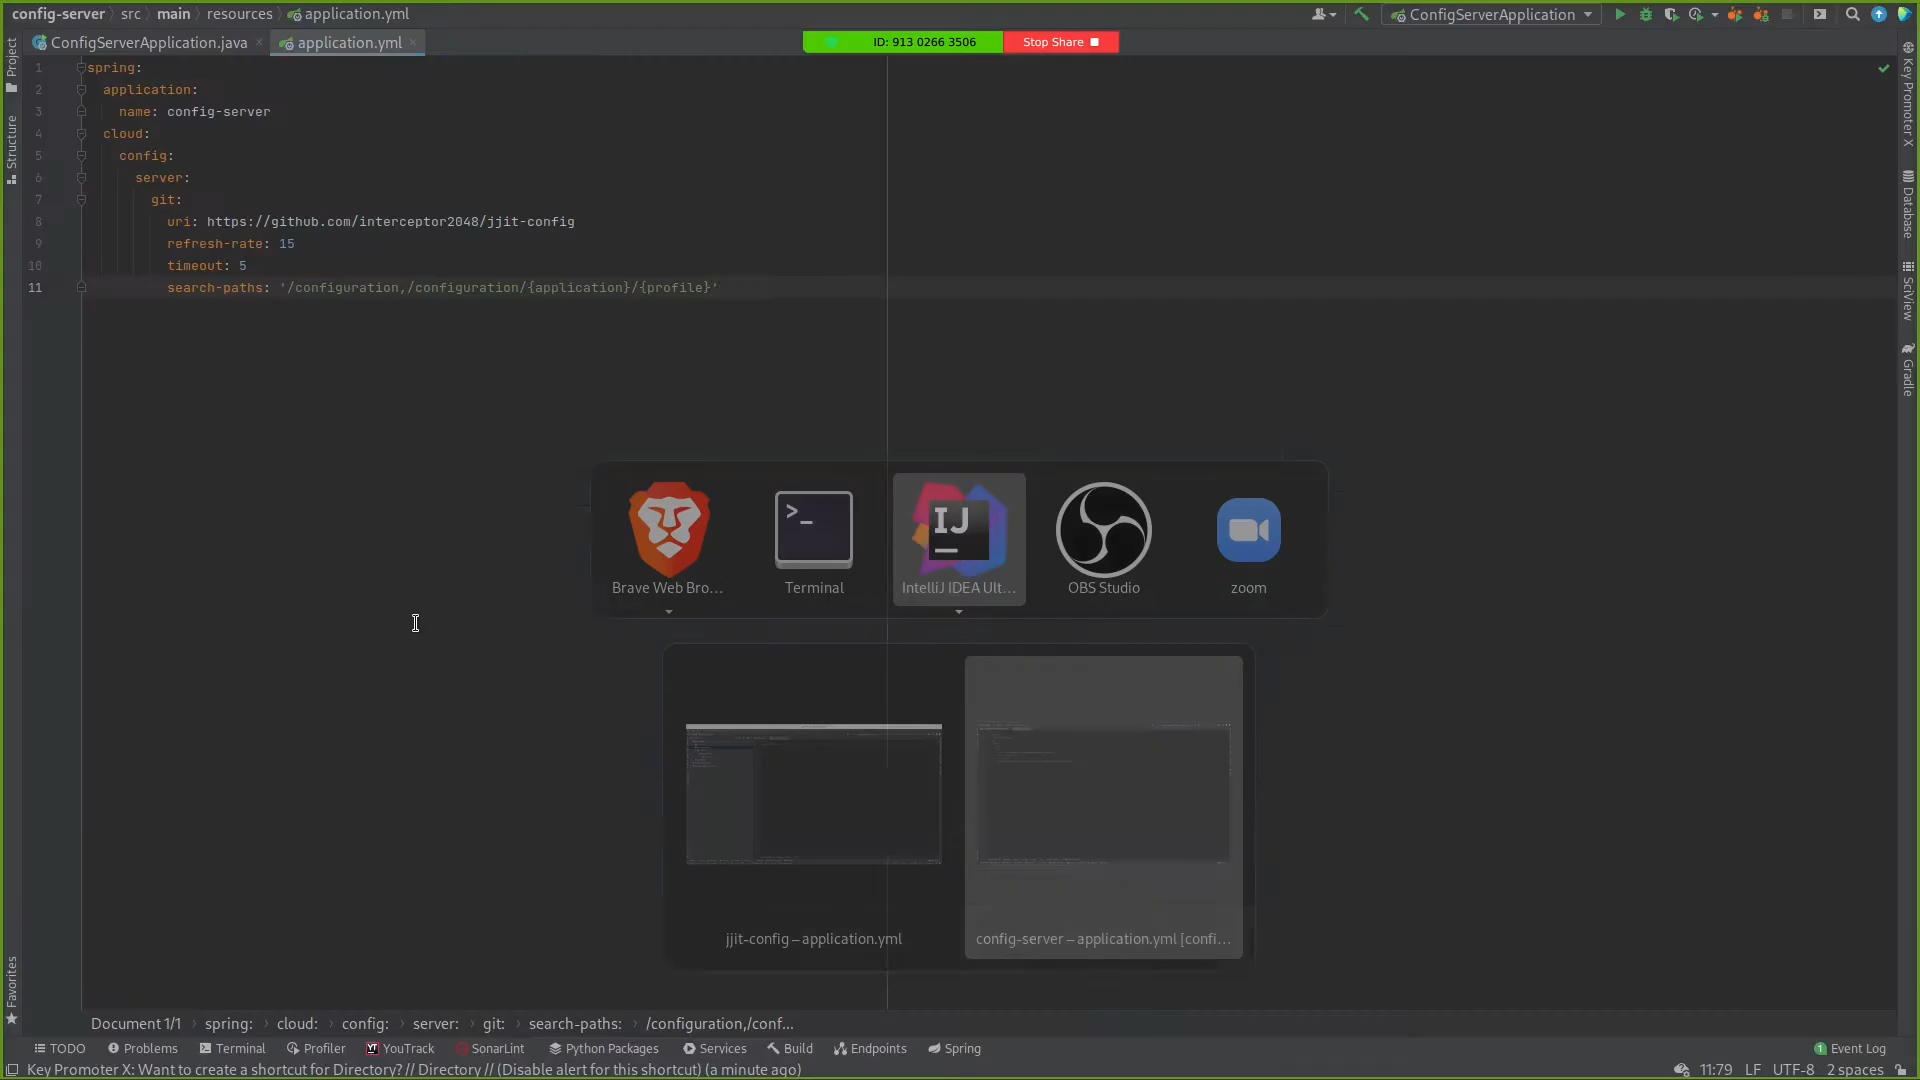 config-server src main resources application.yml
ConfigServerApplication
ConfigServerApplication.java application.yml
ID: 913 0266 3506 Stop Share
Project
Structure
Favorites
Key Promoter X
Database
SciView
Gradle
1 spring:
2 application:
3 name: config-server
4 cloud:
5 config:
6 server:
7 git:
8 uri: https://github.com/interceptor2048/jjit-config
9 refresh-rate: 15
10 timeout: 5
11 search-paths: '/configuration,/configuration/{application}/{profile}'
>_
IJ
Brave Web Bro... Terminal IntelliJ IDEA Ult... OBS Studio zoom
jjit-config – application.yml config-server – application.yml [confi...
Document 1/1 spring: cloud: config: server: git: search-paths: /configuration,/conf...
TODO Problems Terminal Profiler YouTrack SonarLint Python Packages Services Build Endpoints Spring 1 Event Log
Key Promoter X: Want to create a shortcut for Directory? // Directory // (Disable alert for this shortcut) (a minute ago) 11:79 LF UTF-8 2 spaces